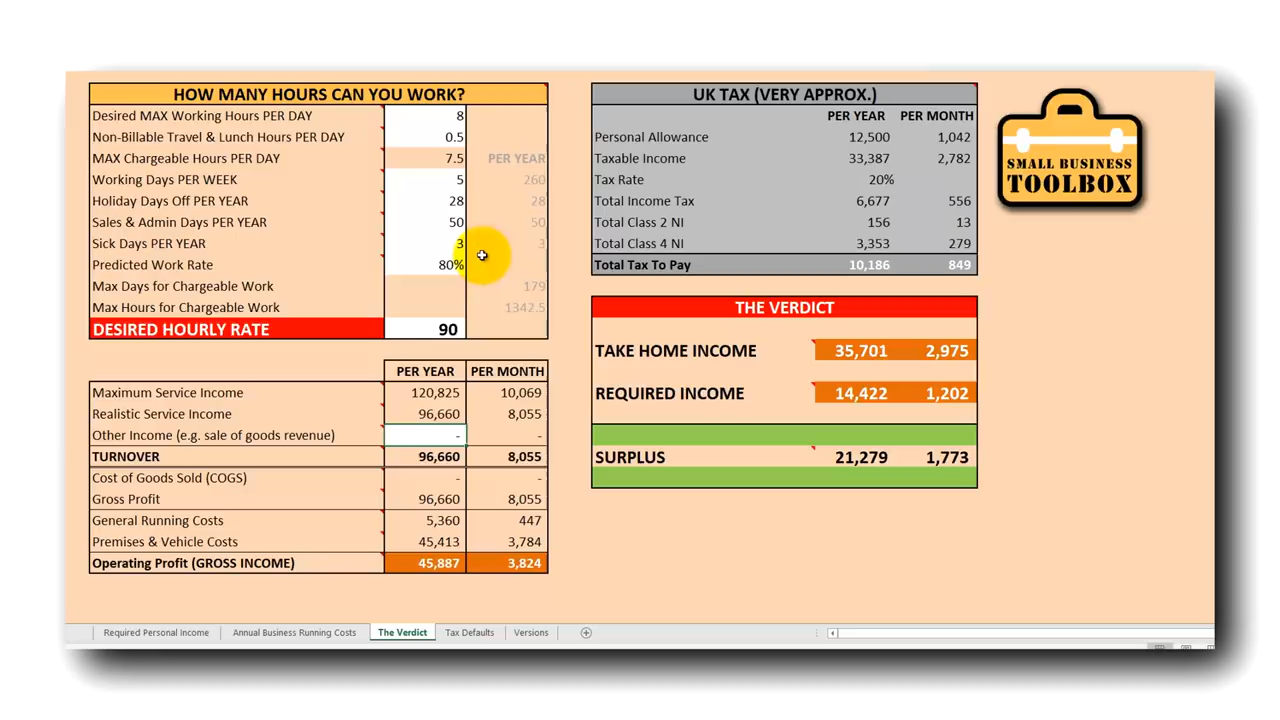 HOW MANY HOURS CAN YOU WORK?
Desired MAX Working Hours PER DAY 8
Non-Billable Travel & Lunch Hours PER DAY 0.5
MAX Chargeable Hours PER DAY 7.5 PER YEAR
Working Days PER WEEK 5 260
Holiday Days Off PER YEAR 28 28
Sales & Admin Days PER YEAR 50 50
Sick Days PER YEAR 3 3
Predicted Work Rate 80%
Max Days for Chargeable Work 179
Max Hours for Chargeable Work 1342.5
DESIRED HOURLY RATE 90
PER YEAR PER MONTH
Maximum Service Income 120,825 10,069
Realistic Service Income 96,660 8,055
Other Income (e.g. sale of goods revenue) - -
TURNOVER 96,660 8,055
Cost of Goods Sold (COGS) - -
Gross Profit 96,660 8,055
General Running Costs 5,360 447
Premises & Vehicle Costs 45,413 3,784
Operating Profit (GROSS INCOME) 45,887 3,824
UK TAX (VERY APPROX.)
PER YEAR PER MONTH
Personal Allowance 12,500 1,042
Taxable Income 33,387 2,782
Tax Rate 20%
Total Income Tax 6,677 556
Total Class 2 NI 156 13
Total Class 4 NI 3,353 279
Total Tax To Pay 10,186 849
THE VERDICT
TAKE HOME INCOME 35,701 2,975
REQUIRED INCOME 14,422 1,202
SURPLUS 21,279 1,773
SMALL BUSINESS
TOOLBOX
Required Personal Income Annual Business Running Costs The Verdict Tax Defaults Versions